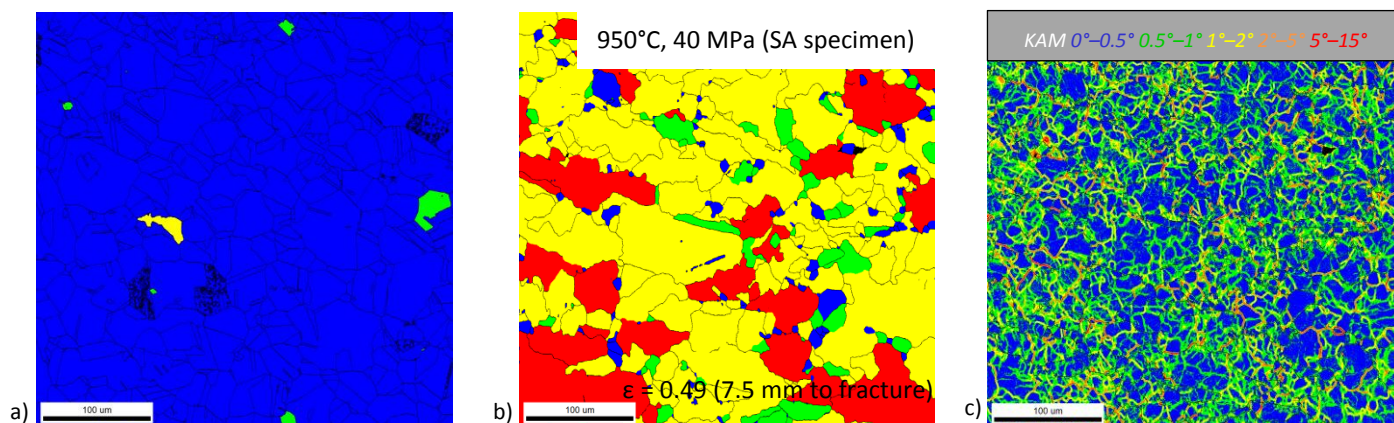 950°C, 40 MPa (SA specimen)
KAM 0°–0.5° 0.5°–1° 1°–2° 2°–5° 5°–15°
ε = 0.49 (7.5 mm to fracture)
a) 100 um
b) 100 um
c) 100 um